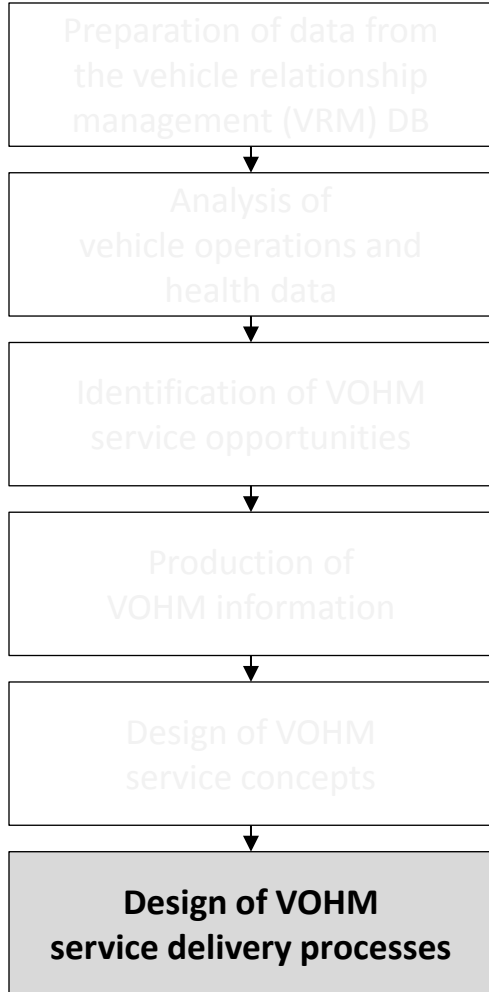 Preparation of data from
the vehicle relationship
management (VRM) DB
Analysis of
vehicle operations and
health data
Identification of VOHM
service opportunities
Production of
VOHM information
Design of VOHM
service concepts
Design of VOHM
service delivery processes